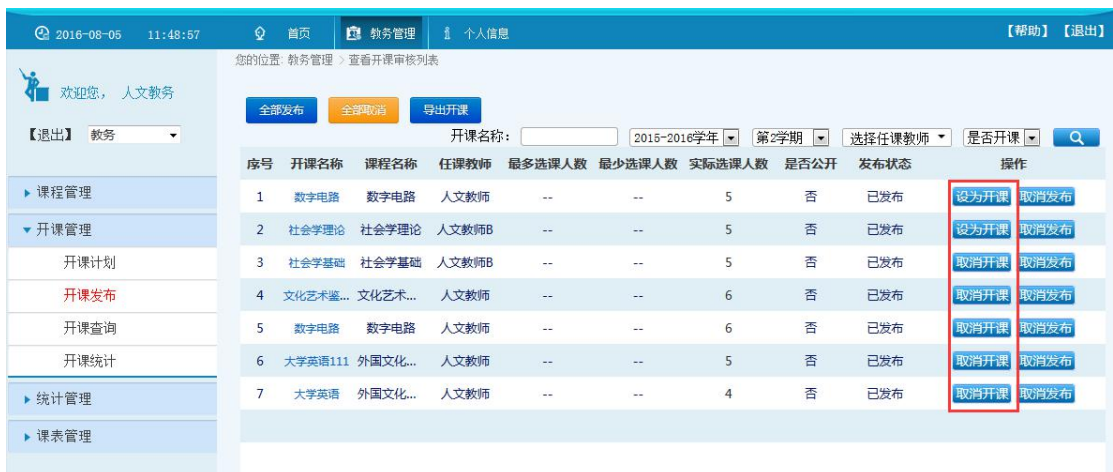 2016-08-05 11:48:57 首页 教务管理 个人信息 【帮助】 【退出】
您的位置: 教务管理 > 查看开课审核列表
欢迎您, 人文教务
【退出】 教务
全部发布 全部取消 导出开课
开课名称: 2015-2016学年 第2学期 选择任课教师 是否开课
序号 开课名称 课程名称 任课教师 最多选课人数 最少选课人数 实际选课人数 是否公开 发布状态 操作
1 数字电路 数字电路 人文教师 -- -- 5 否 已发布 设为开课 取消发布
2 社会学理论 社会学理论 人文教师B -- -- 5 否 已发布 设为开课 取消发布
3 社会学基础 社会学基础 人文教师B -- -- 5 否 已发布 取消开课 取消发布
4 文化艺术鉴... 文化艺术... 人文教师 -- -- 6 否 已发布 取消开课 取消发布
5 数字电路 数字电路 人文教师 -- -- 6 否 已发布 取消开课 取消发布
6 大学英语111 外国文化... 人文教师 -- -- 5 否 已发布 取消开课 取消发布
7 大学英语 外国文化... 人文教师 -- -- 4 否 已发布 取消开课 取消发布
课程管理
开课管理
开课计划
开课发布
开课查询
开课统计
统计管理
课表管理